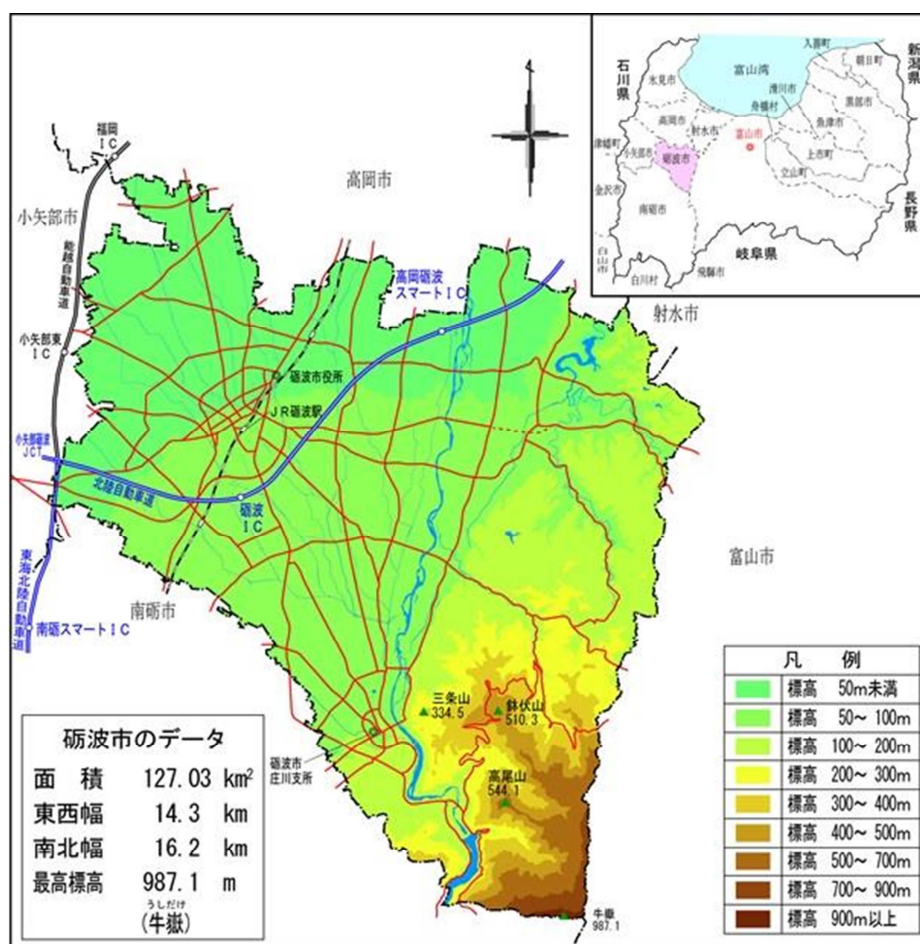 福岡
IC
高岡市
小矢部市
能越自動車道
高岡砺波
スマートIC
射水市
小矢部東
IC
砺波市役所
JR砺波駅
小矢部砺波
JCT
北陸自動車道
砺波
IC
東海北陸自動車道
南砺スマートIC
南砺市
富山市
三条山
334.5
鉢伏山
510.3
高尾山
544.1
砺波市
庄川支所
牛嶽
987.1
石川県
氷見市
富山湾
入善町
朝日町
新潟県
滑川市
黒部市
舟橋村
魚津市
高岡市
射水市
富山市
上市町
津幡町
小矢部市
砺波市
立山町
金沢市
南砺市
長野県
岐阜県
白山市
白川村
飛騨市
砺波市のデータ
面 積 127.03 km²
東西幅 14.3 km
南北幅 16.2 km
最高標高 987.1 m
うしだけ
(牛嶽)
凡 例
標高 50m未満
標高 50～ 100m
標高 100～ 200m
標高 200～ 300m
標高 300～ 400m
標高 400～ 500m
標高 500～ 700m
標高 700～ 900m
標高 900m以上